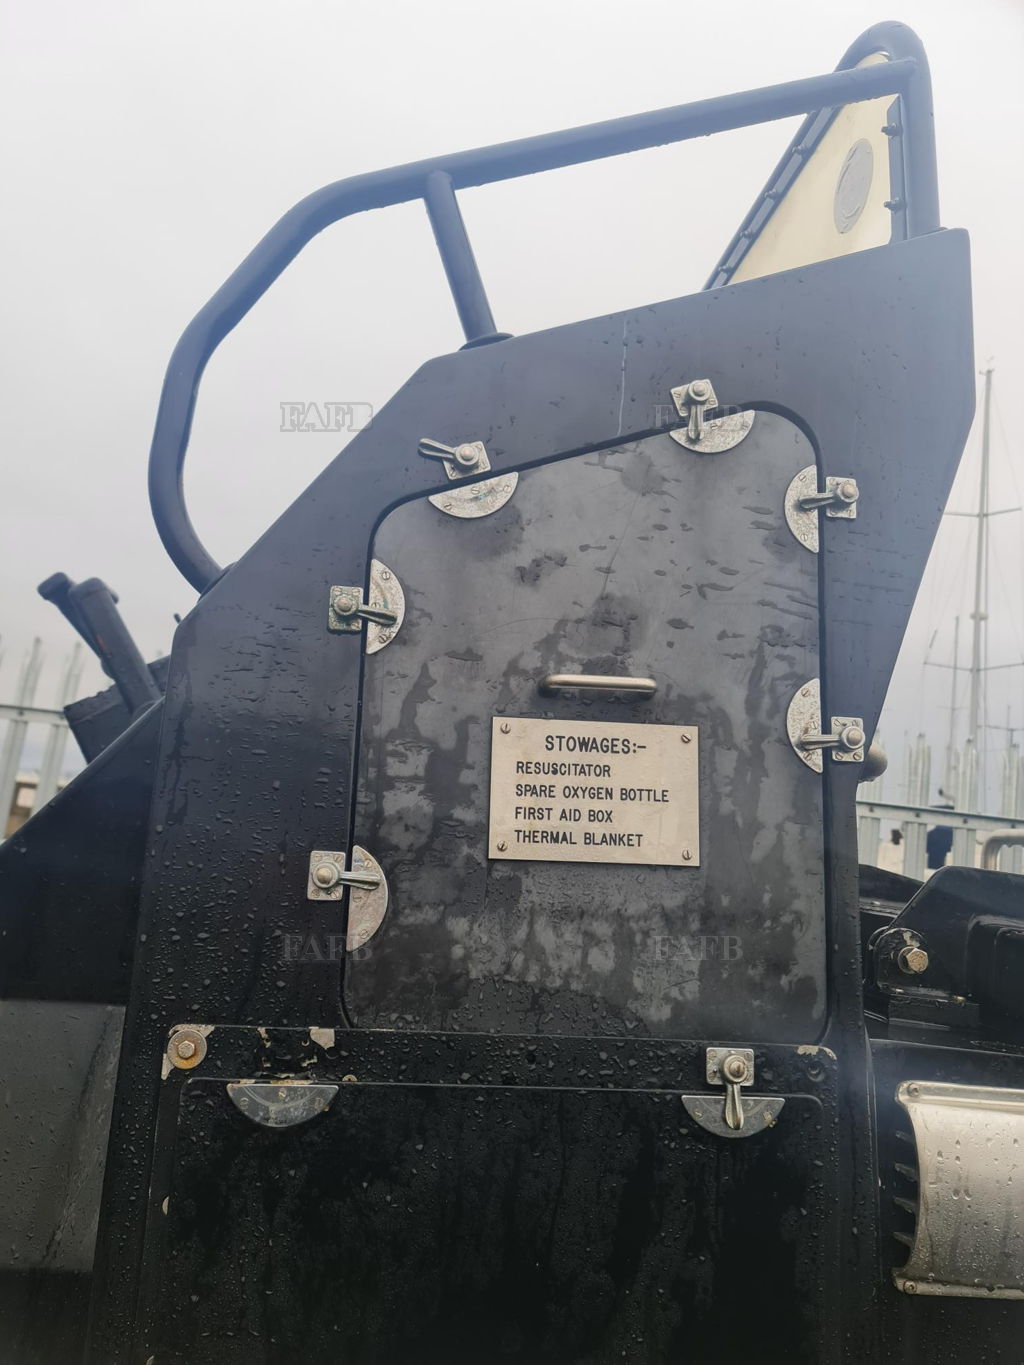 FAFB
FAFB
STOWAGES:-
RESUSCITATOR
SPARE OXYGEN BOTTLE
FIRST AID BOX
THERMAL BLANKET
FAFB
FAFB